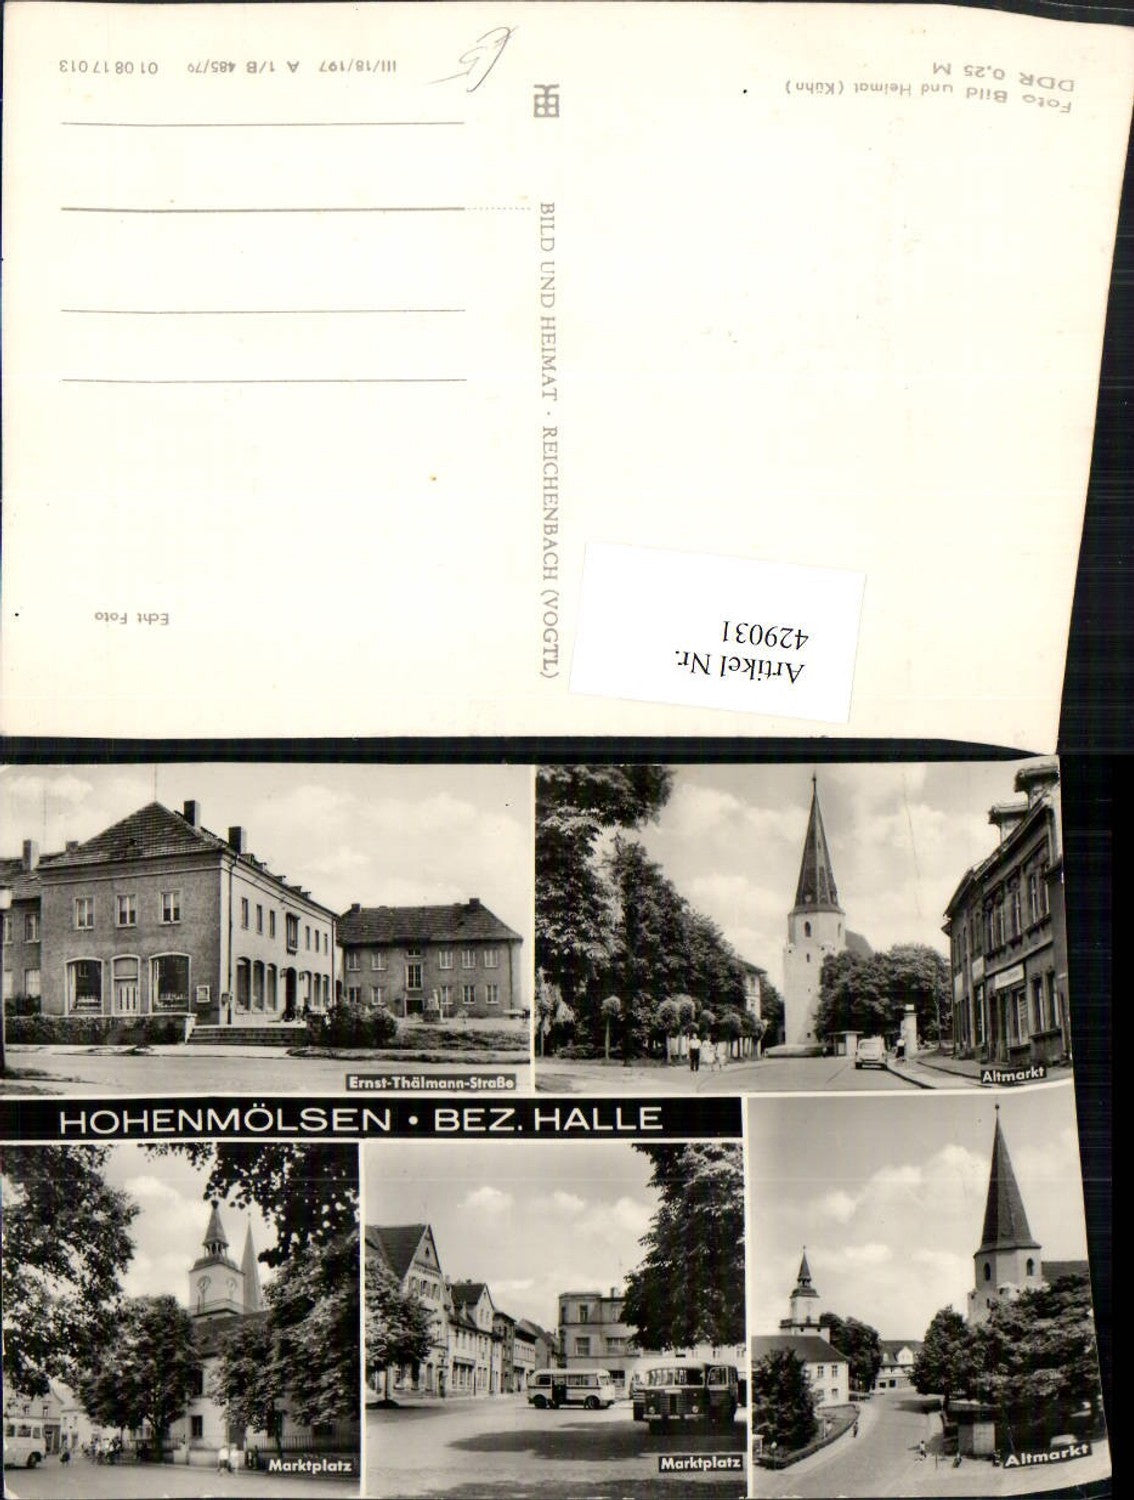 Foto Bild und Heimat (Kühn)
DDR 0,25 M
III/18/197 A 1/B 485/70 01 08 17 013
BILD UND HEIMAT · REICHENBACH (VOGTL)
Echt Foto
Artikel Nr.
429031
Ernst-Thälmann-Straße
Altmarkt
HOHENMÖLSEN • BEZ. HALLE
Marktplatz
Marktplatz
Altmarkt